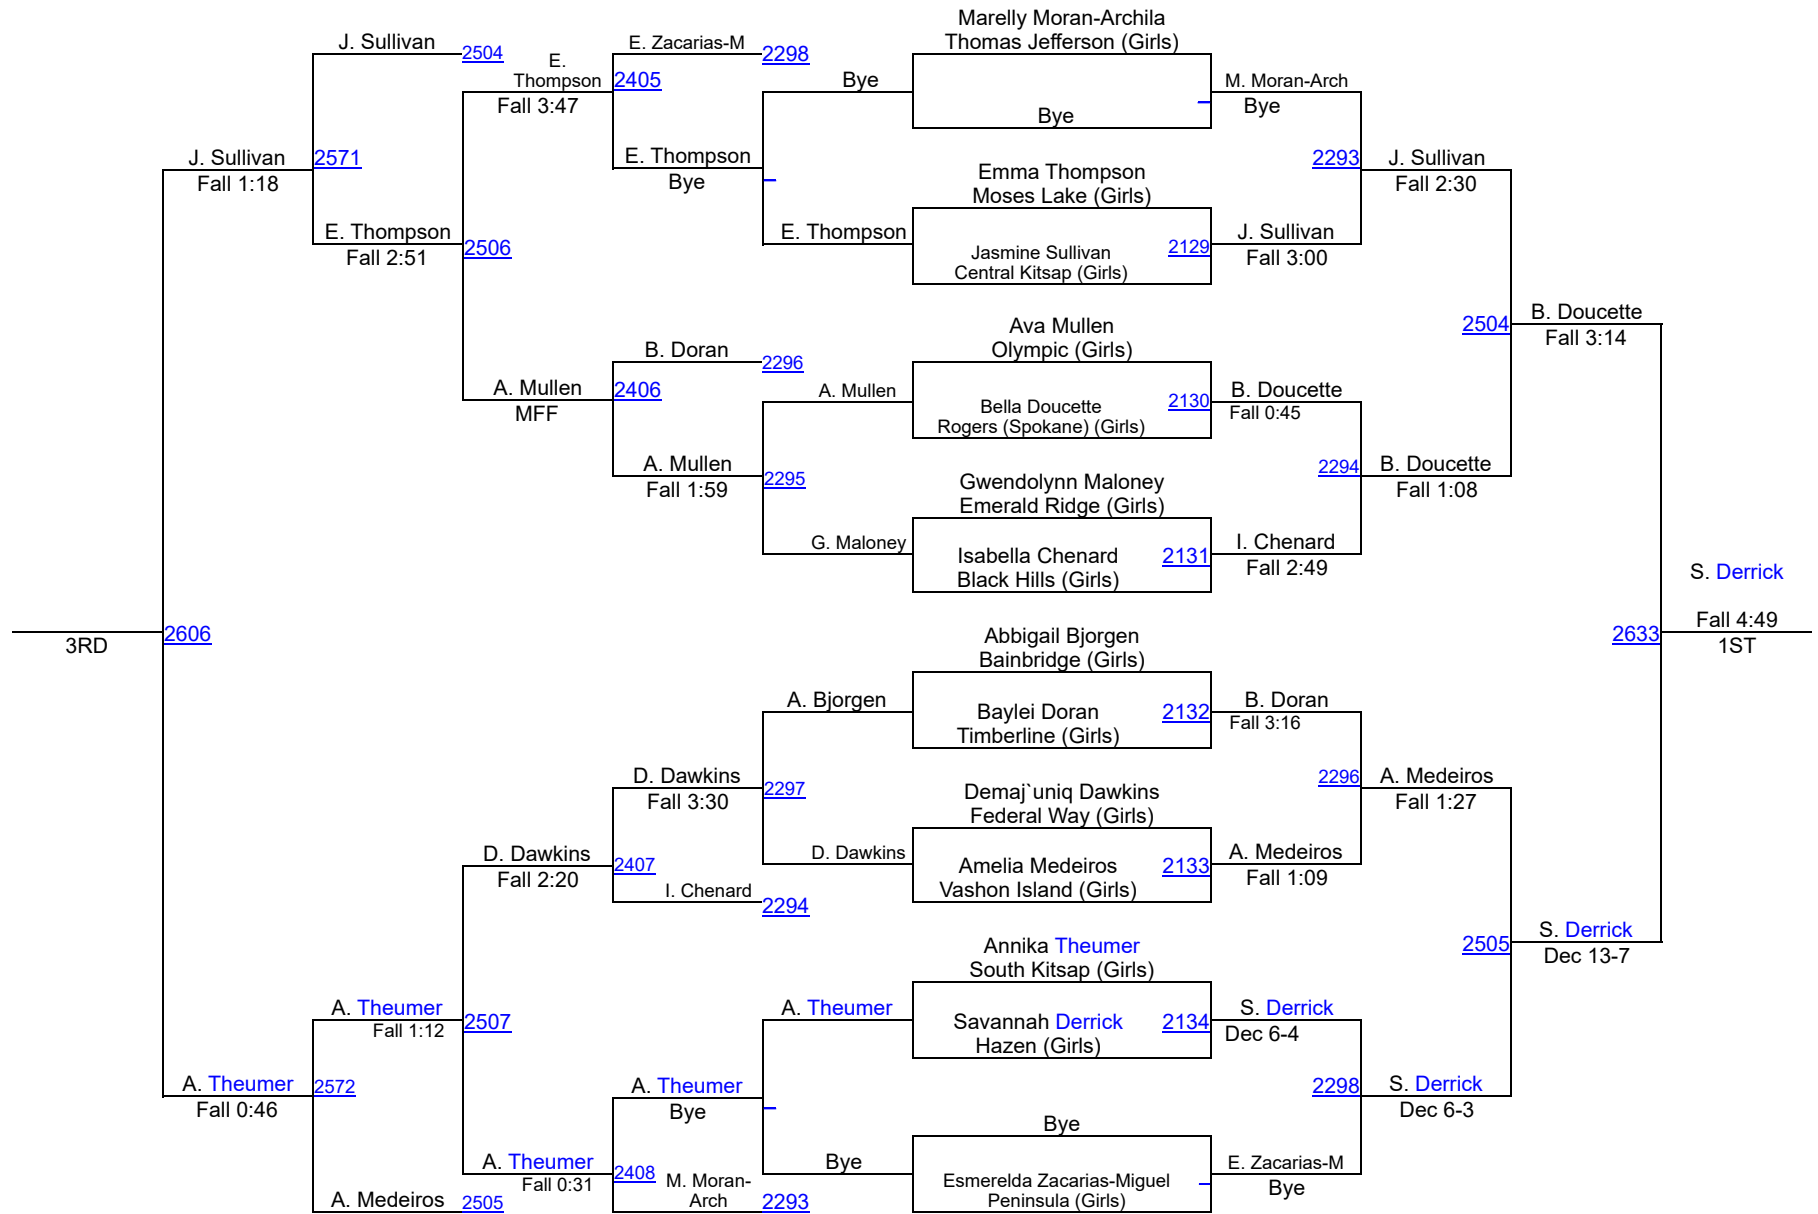 Marelly Moran-Archila
Thomas Jefferson (Girls)
J. Sullivan
2504
E.
Thompson
Fall 3:47
E. Zacarias-M
2298
2405
Bye
Bye
M. Moran-Arch
Bye
J. Sullivan
Fall 1:18
2571
E. Thompson
Bye
Emma Thompson
Moses Lake (Girls)
2293
J. Sullivan
Fall 2:30
E. Thompson
Fall 2:51
2506
E. Thompson
Jasmine Sullivan
Central Kitsap (Girls)
2129
J. Sullivan
Fall 3:00
Ava Mullen
Olympic (Girls)
2504
B. Doucette
Fall 3:14
B. Doran
2296
A. Mullen
MFF
2406
A. Mullen
Bella Doucette
Rogers (Spokane) (Girls)
2130
B. Doucette
Fall 0:45
A. Mullen
Fall 1:59
2295
Gwendolynn Maloney
Emerald Ridge (Girls)
2294
B. Doucette
Fall 1:08
G. Maloney
Isabella Chenard
Black Hills (Girls)
2131
I. Chenard
Fall 2:49
S. Derrick
Fall 4:49
1ST
2633
3RD
2606
Abbigail Bjorgen
Bainbridge (Girls)
A. Bjorgen
Baylei Doran
Timberline (Girls)
2132
B. Doran
Fall 3:16
D. Dawkins
Fall 3:30
2297
Demaj`uniq Dawkins
Federal Way (Girls)
2296
A. Medeiros
Fall 1:27
D. Dawkins
Fall 2:20
2407
D. Dawkins
Amelia Medeiros
Vashon Island (Girls)
2133
A. Medeiros
Fall 1:09
I. Chenard
2294
Annika Theumer
South Kitsap (Girls)
2505
S. Derrick
Dec 13-7
A. Theumer
Fall 1:12
2507
A. Theumer
Savannah Derrick
Hazen (Girls)
2134
S. Derrick
Dec 6-4
A. Theumer
Fall 0:46
2572
A. Theumer
Bye
2298
S. Derrick
Dec 6-3
Bye
A. Theumer
Fall 0:31
2408
Bye
Esmerelda Zacarias-Miguel
Peninsula (Girls)
E. Zacarias-M
Bye
A. Medeiros
2505
M. Moran-
Arch
2293